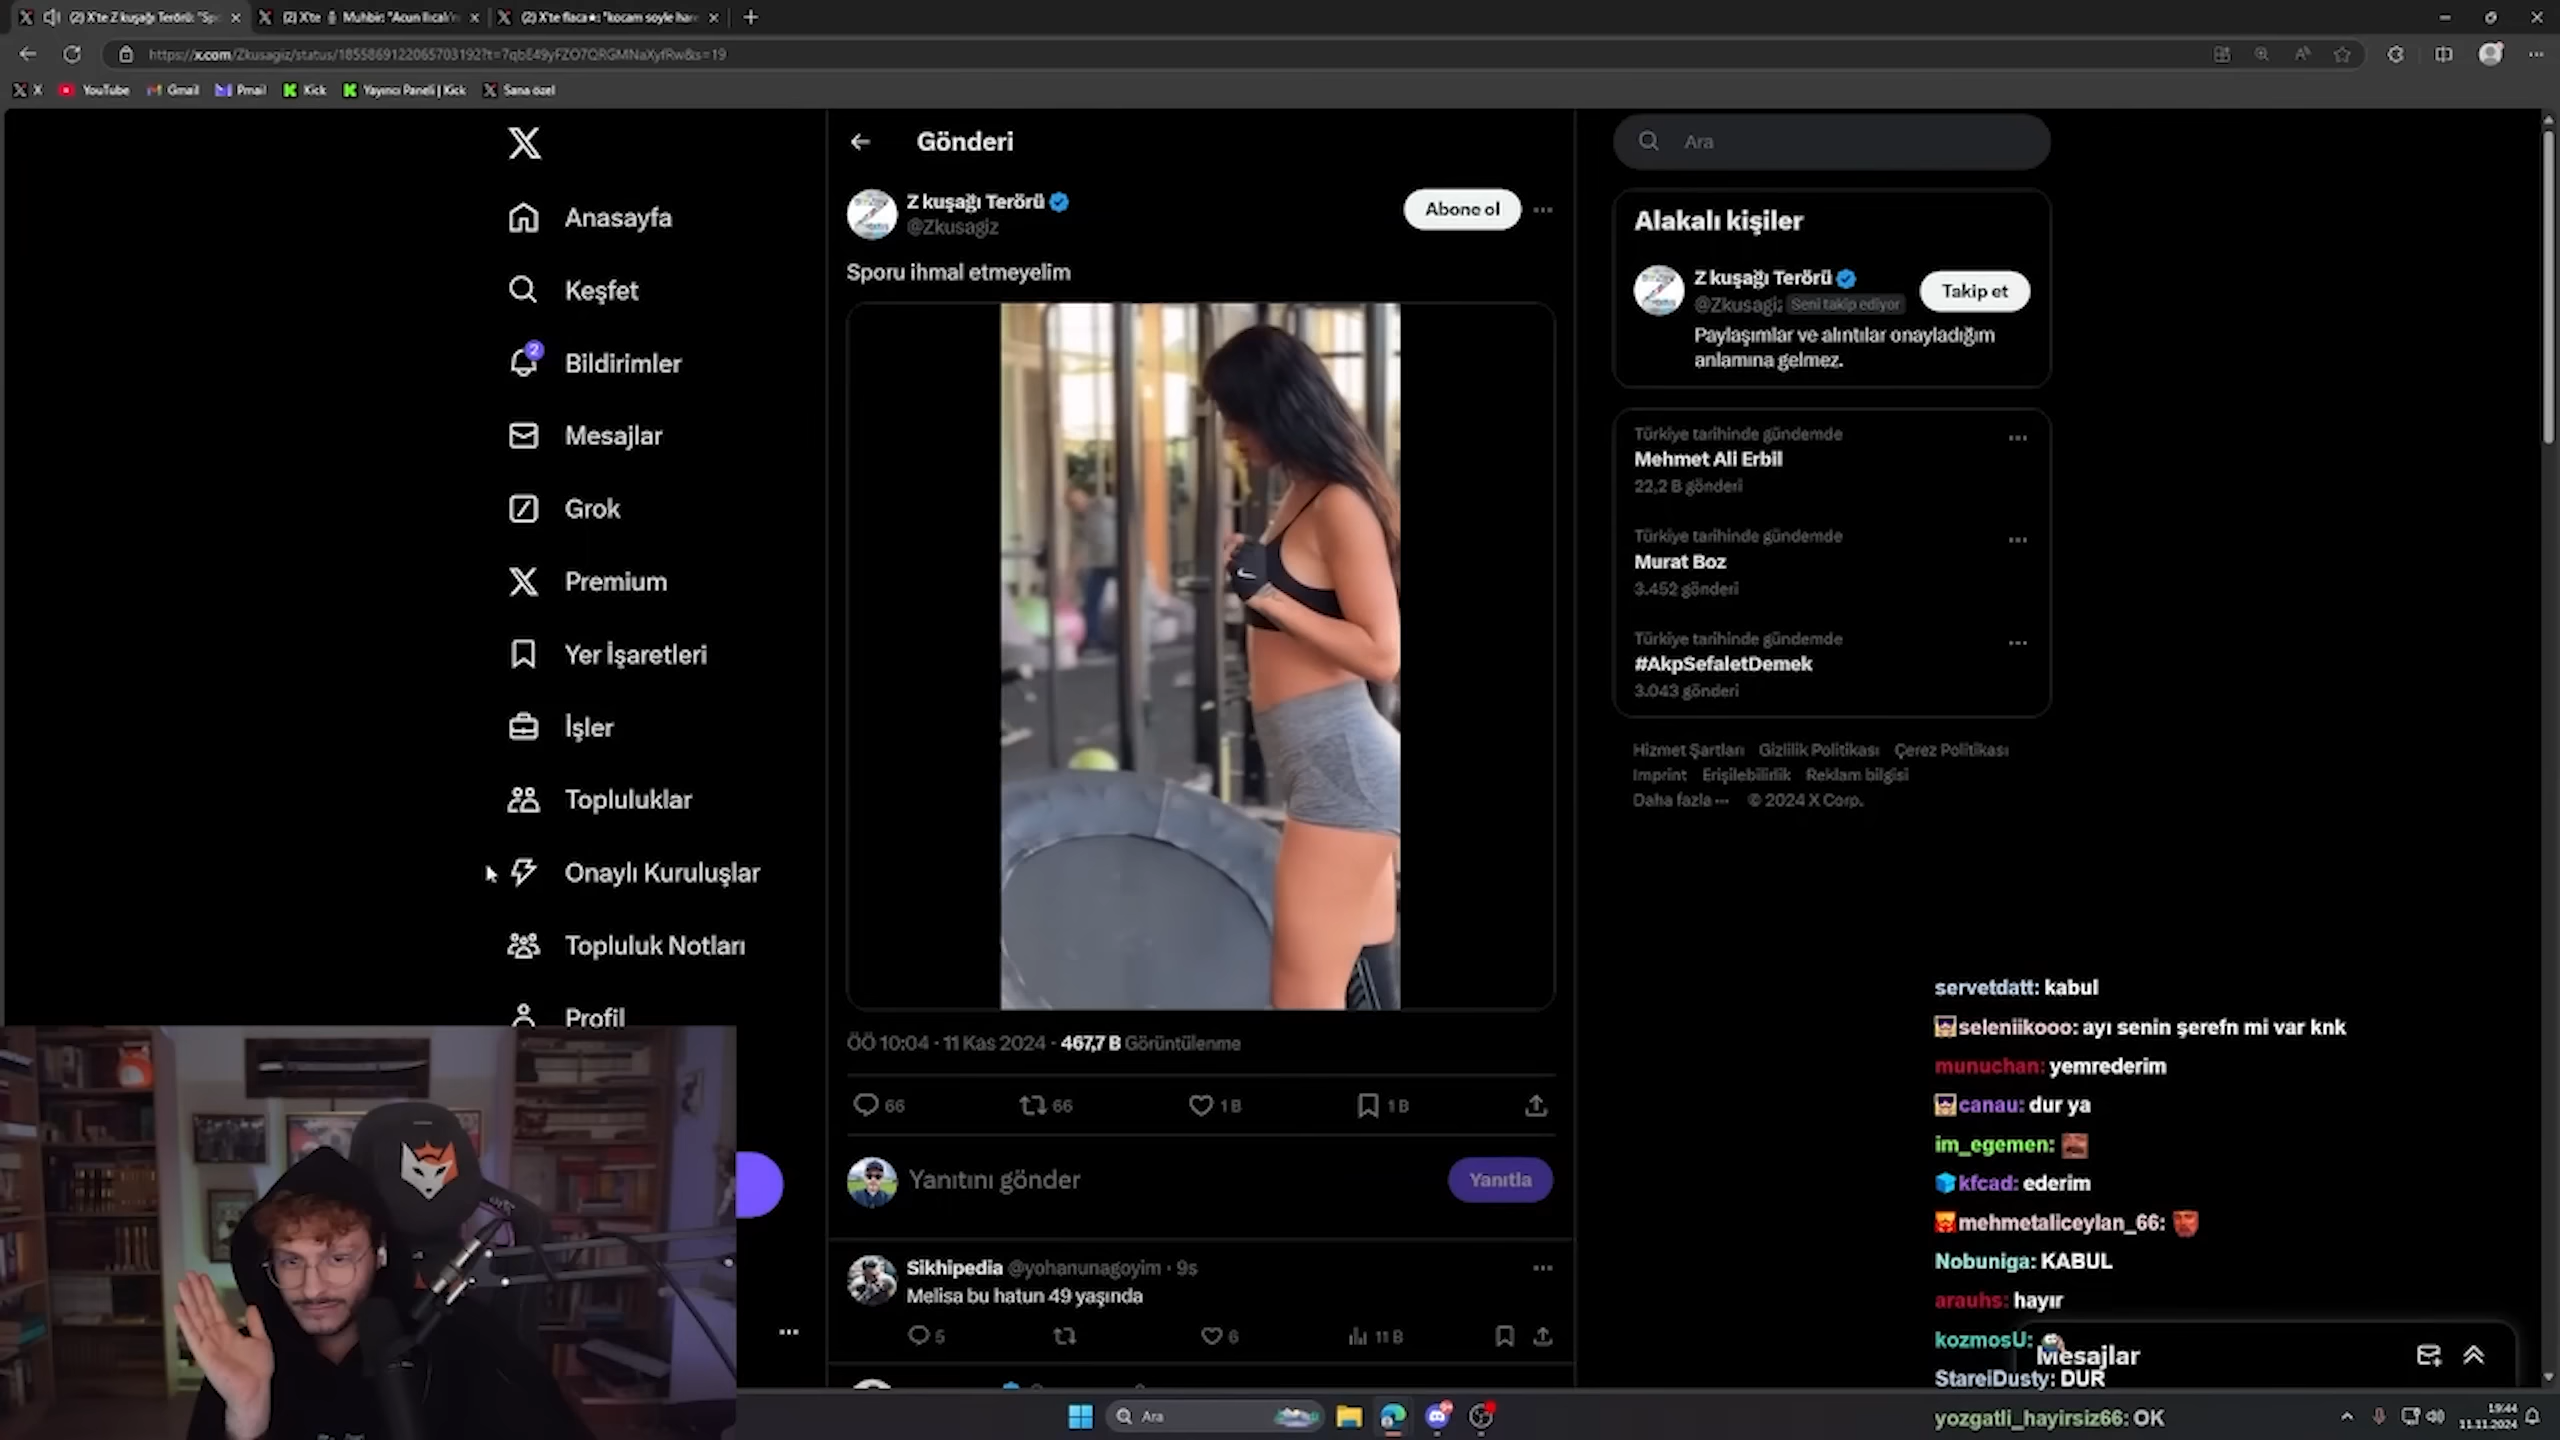 (2) X'te Z kuşağı Terörü: "Sp
(2) X'te Muhbir: "Acun Ilıcalı'
(2) X'te flaca★: "kocam soyle har
https://x.com/Zkusagiz/status/
X
YouTube
Gmail
Pmail
Kick
Yayıncı Paneli | Kick
Sana özel
Anasayfa
Keşfet
2
Bildirimler
Mesajlar
Grok
Premium
Yer İşaretleri
İşler
Topluluklar
Onaylı Kuruluşlar
Topluluk Notları
Profil
Gönderi
Z kuşağı Terörü
@Zkusagiz
Abone ol
Sporu ihmal etmeyelim
ÖÖ 10:04 · 11 Kas 2024 · 467,7 B Görüntülenme
66 66 1 B 1 B
Yanıtını gönder
Yanıtla
Sikhipedia @yohanunagoyim · 9s
Melisa bu hatun 49 yaşında
5 6 11 B
Ara
Alakalı kişiler
Z kuşağı Terörü
@Zkusagi: Seni takip ediyor
Takip et
Paylaşımlar ve alıntılar onayladığım
anlamına gelmez.
Türkiye tarihinde gündemde
Mehmet Ali Erbil
22,2 B gönderi
Türkiye tarihinde gündemde
Murat Boz
3.452 gönderi
Türkiye tarihinde gündemde
#AkpSefaletDemek
3.043 gönderi
Hizmet Şartları Gizlilik Politikası Çerez Politikası
Imprint Erişilebilirlik Reklam bilgisi
Daha fazla ··· © 2024 X Corp.
servetdatt: kabul
seleniikooo: ayı senin şerefn mi var knk
munuchan: yemrederim
canau: dur ya
im_egemen:
kfcad: ederim
mehmetaliceylan_66:
Nobuniga: KABUL
arauhs: hayır
kozmosU:
Mesajlar
StareiDusty: DUR
yozgatli_hayirsiz66: OK
Ara
19:44
11.11.2024